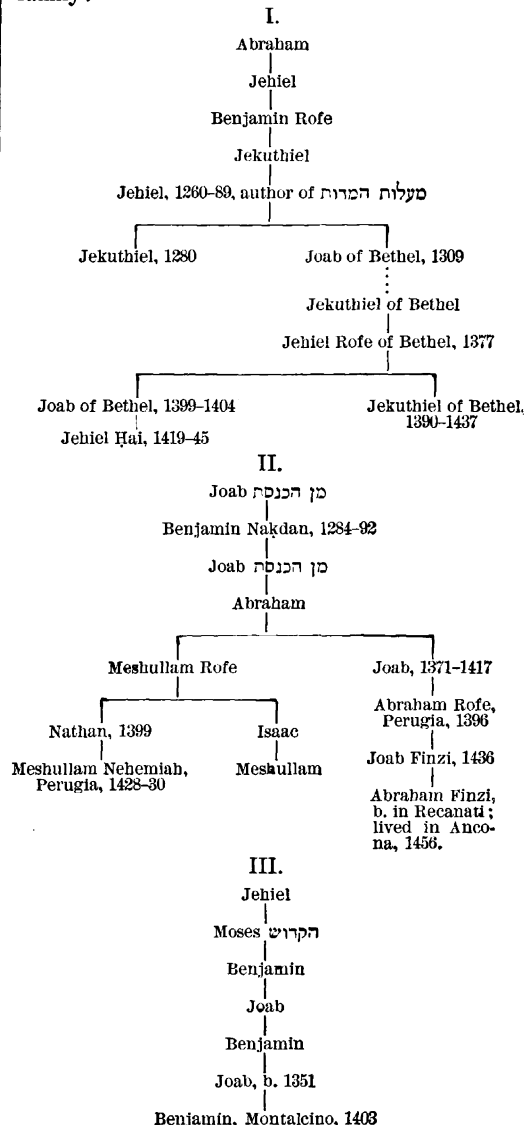 family:
I.
Abraham
Jehiel
Benjamin Rofe
Jekuthiel
Jehiel, 1260–89, author of מעלות המדות
Jekuthiel, 1280 Joab of Bethel, 1309
Jekuthiel of Bethel
Jehiel Rofe of Bethel, 1377
Joab of Bethel, 1399–1404 Jekuthiel of Bethel,
1390–1437
Jehiel Ḥai, 1419–45
II.
Joab מן הכנסת
Benjamin Naḳdan, 1284–92
Joab מן הכנסת
Abraham
Meshullam Rofe Joab, 1371–1417
Abraham Rofe,
Perugia, 1396
Nathan, 1399 Isaac
Joab Finzi, 1436
Meshullam Nehemiah,
Perugia, 1428–30
Meshullam
Abraham Finzi,
b. in Recanati;
lived in Anco-
na, 1456.
III.
Jehiel
Moses הקדוש
Benjamin
Joab
Benjamin
Joab, b. 1351
Benjamin, Montalcino, 1403